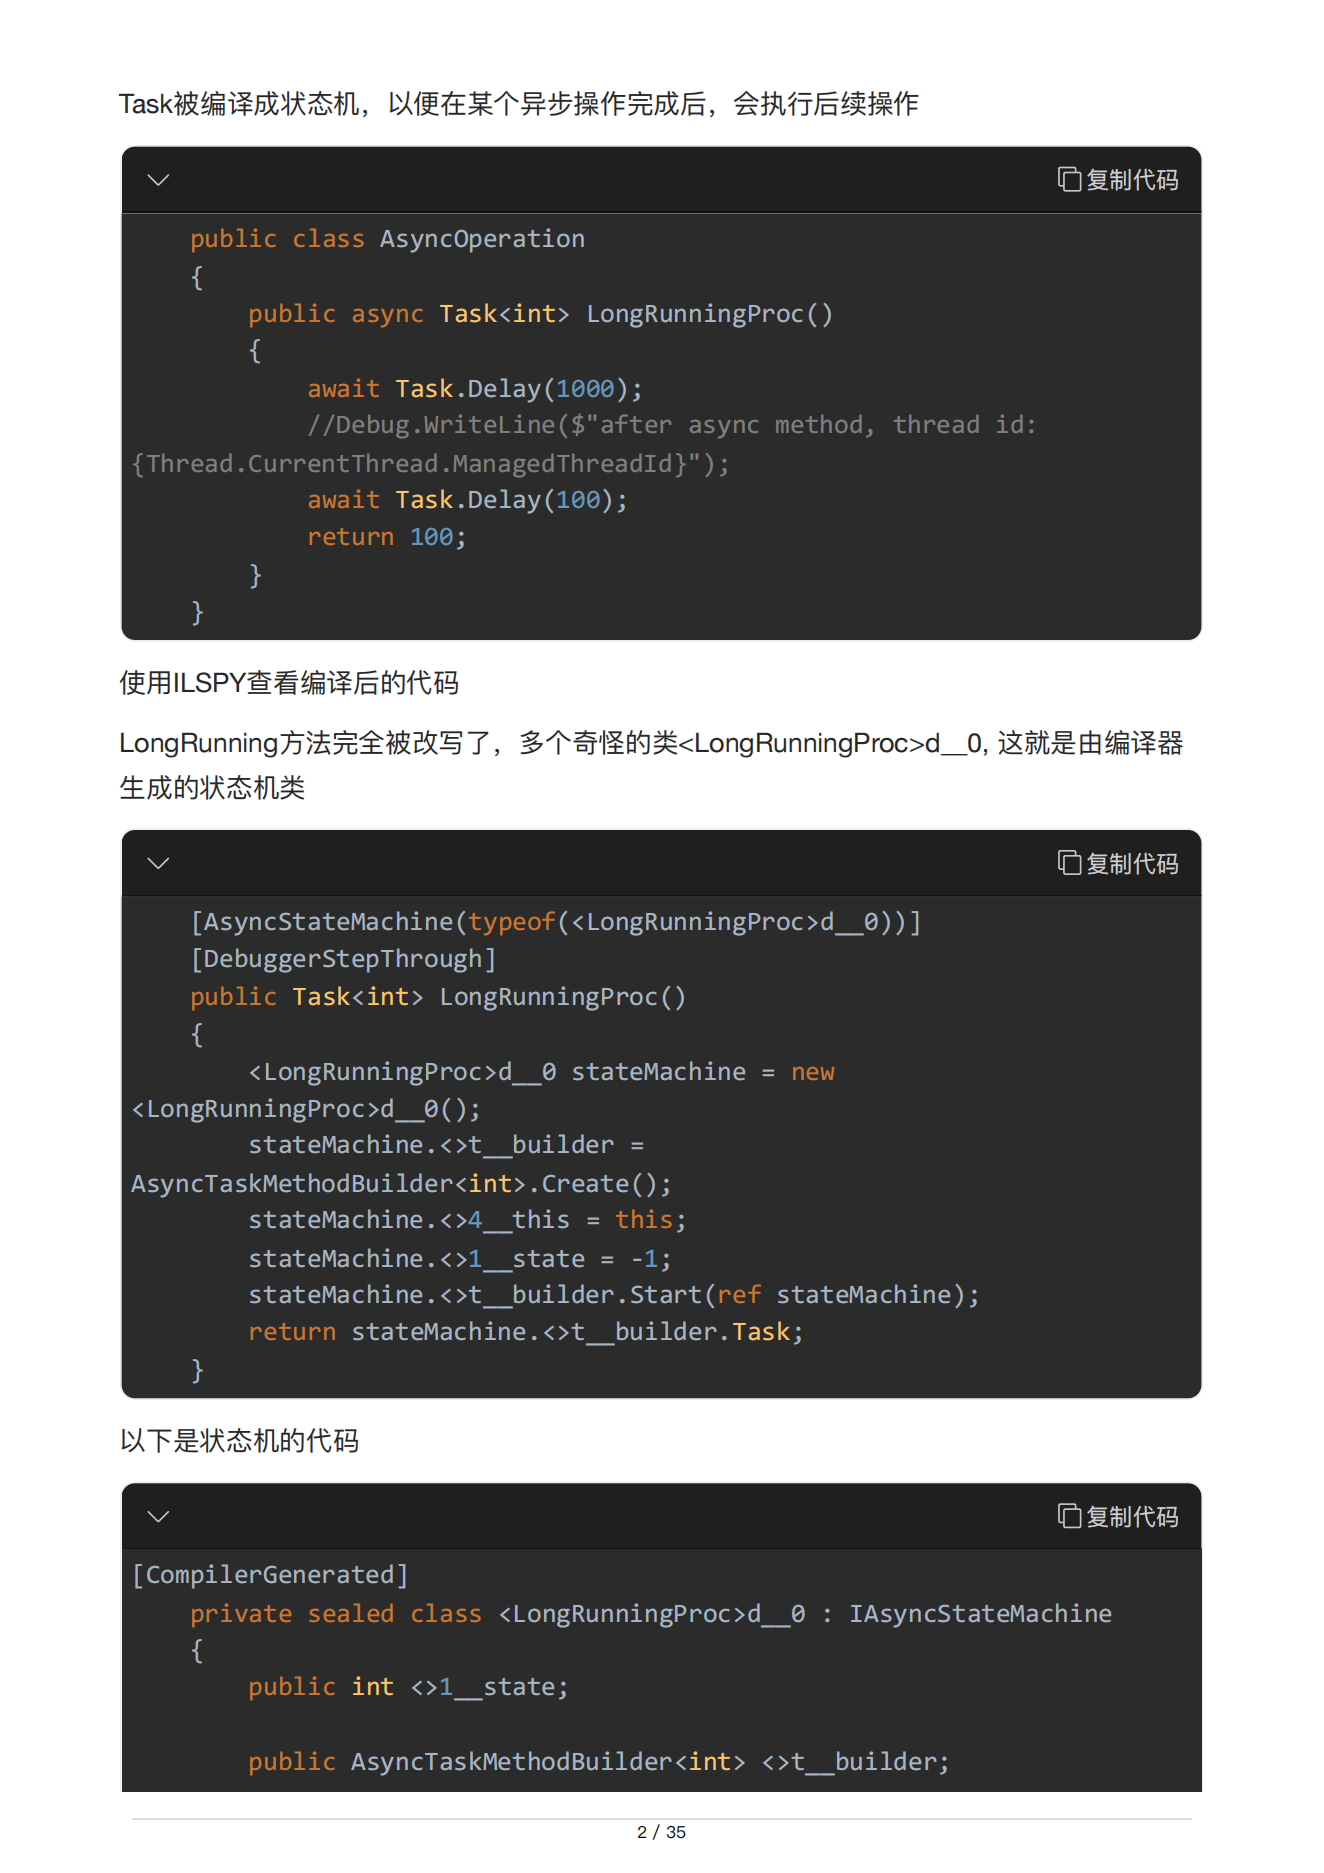 Task被编译成状态机，以便在某个异步操作完成后，会执行后续操作
复制代码
    public class AsyncOperation
    {
        public async Task<int> LongRunningProc()
        {
            await Task.Delay(1000);
            //Debug.WriteLine($"after async method, thread id:
{Thread.CurrentThread.ManagedThreadId}");
            await Task.Delay(100);
            return 100;
        }
    }
使用ILSPY查看编译后的代码
LongRunning方法完全被改写了，多个奇怪的类<LongRunningProc>d__0, 这就是由编译器
生成的状态机类
复制代码
    [AsyncStateMachine(typeof(<LongRunningProc>d__0))]
    [DebuggerStepThrough]
    public Task<int> LongRunningProc()
    {
        <LongRunningProc>d__0 stateMachine = new
<LongRunningProc>d__0();
        stateMachine.<>t__builder =
AsyncTaskMethodBuilder<int>.Create();
        stateMachine.<>4__this = this;
        stateMachine.<>1__state = -1;
        stateMachine.<>t__builder.Start(ref stateMachine);
        return stateMachine.<>t__builder.Task;
    }
以下是状态机的代码
复制代码
[CompilerGenerated]
    private sealed class <LongRunningProc>d__0 : IAsyncStateMachine
    {
        public int <>1__state;
        public AsyncTaskMethodBuilder<int> <>t__builder;
2 / 35